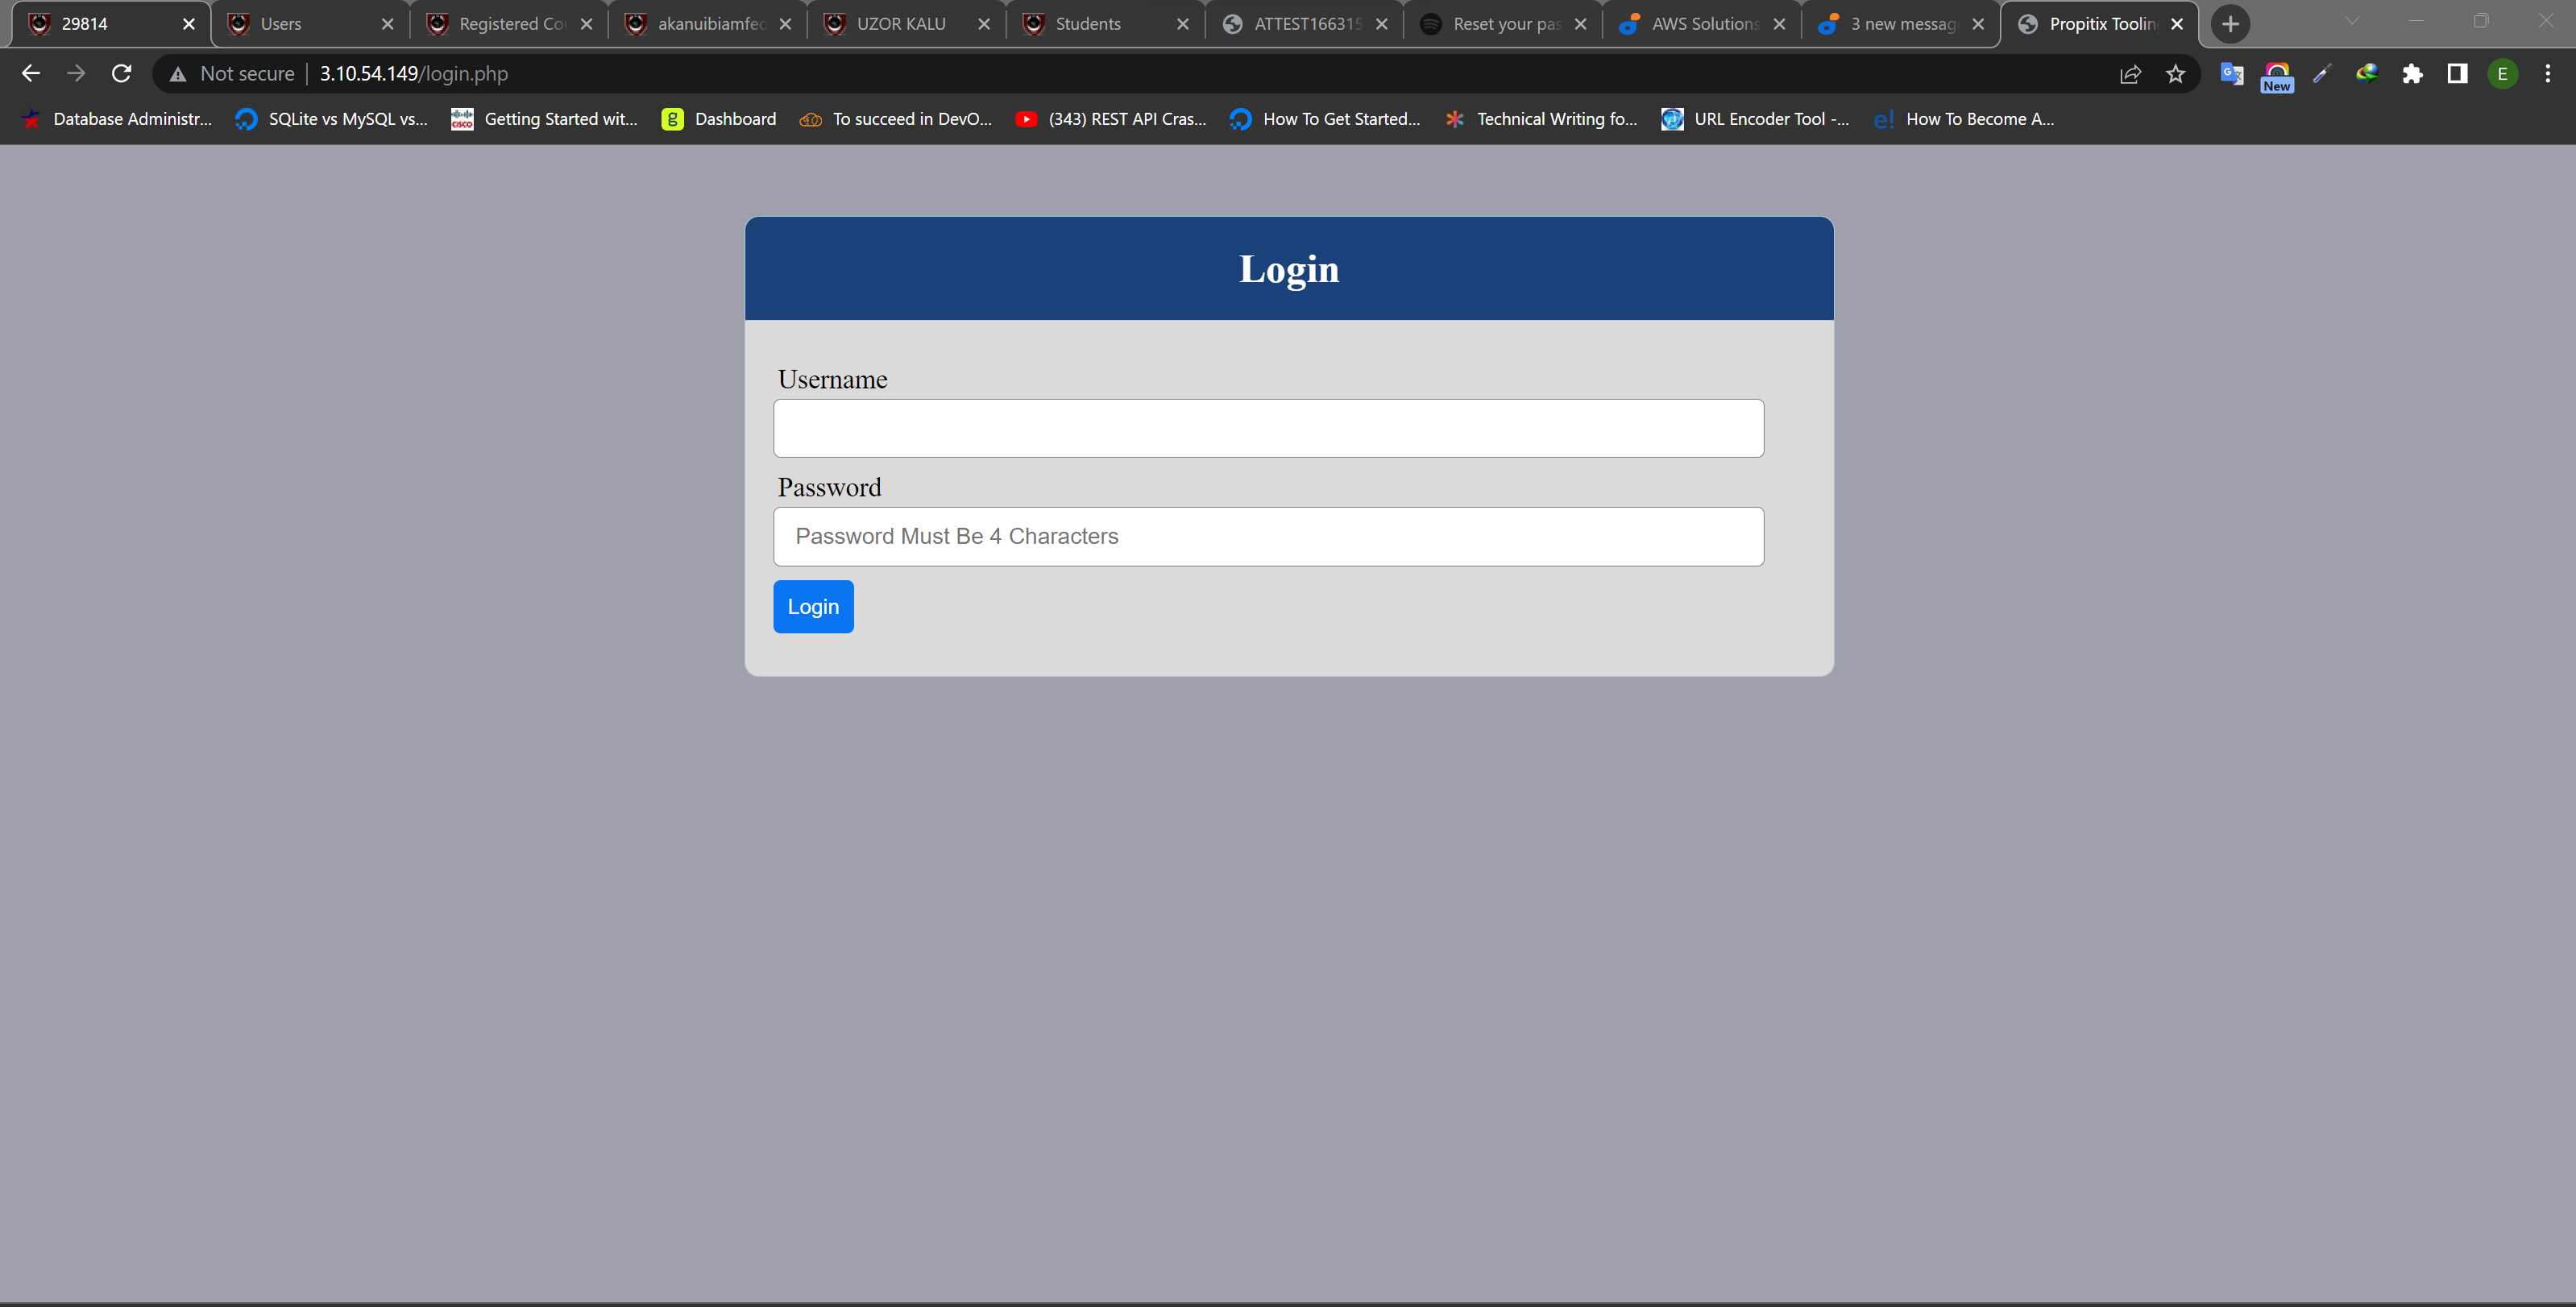 29814 Users Registered Cou akanuibiamfed UZOR KALU Students ATTEST166315 Reset your pas AWS Solutions 3 new messag Propitix Toolin
Not secure 3.10.54.149/login.php New E
Database Administr... SQLite vs MySQL vs... Getting Started wit... Dashboard To succeed in DevO... (343) REST API Cras... How To Get Started... Technical Writing fo... URL Encoder Tool -... How To Become A...
Login
Username
Password
Password Must Be 4 Characters
Login